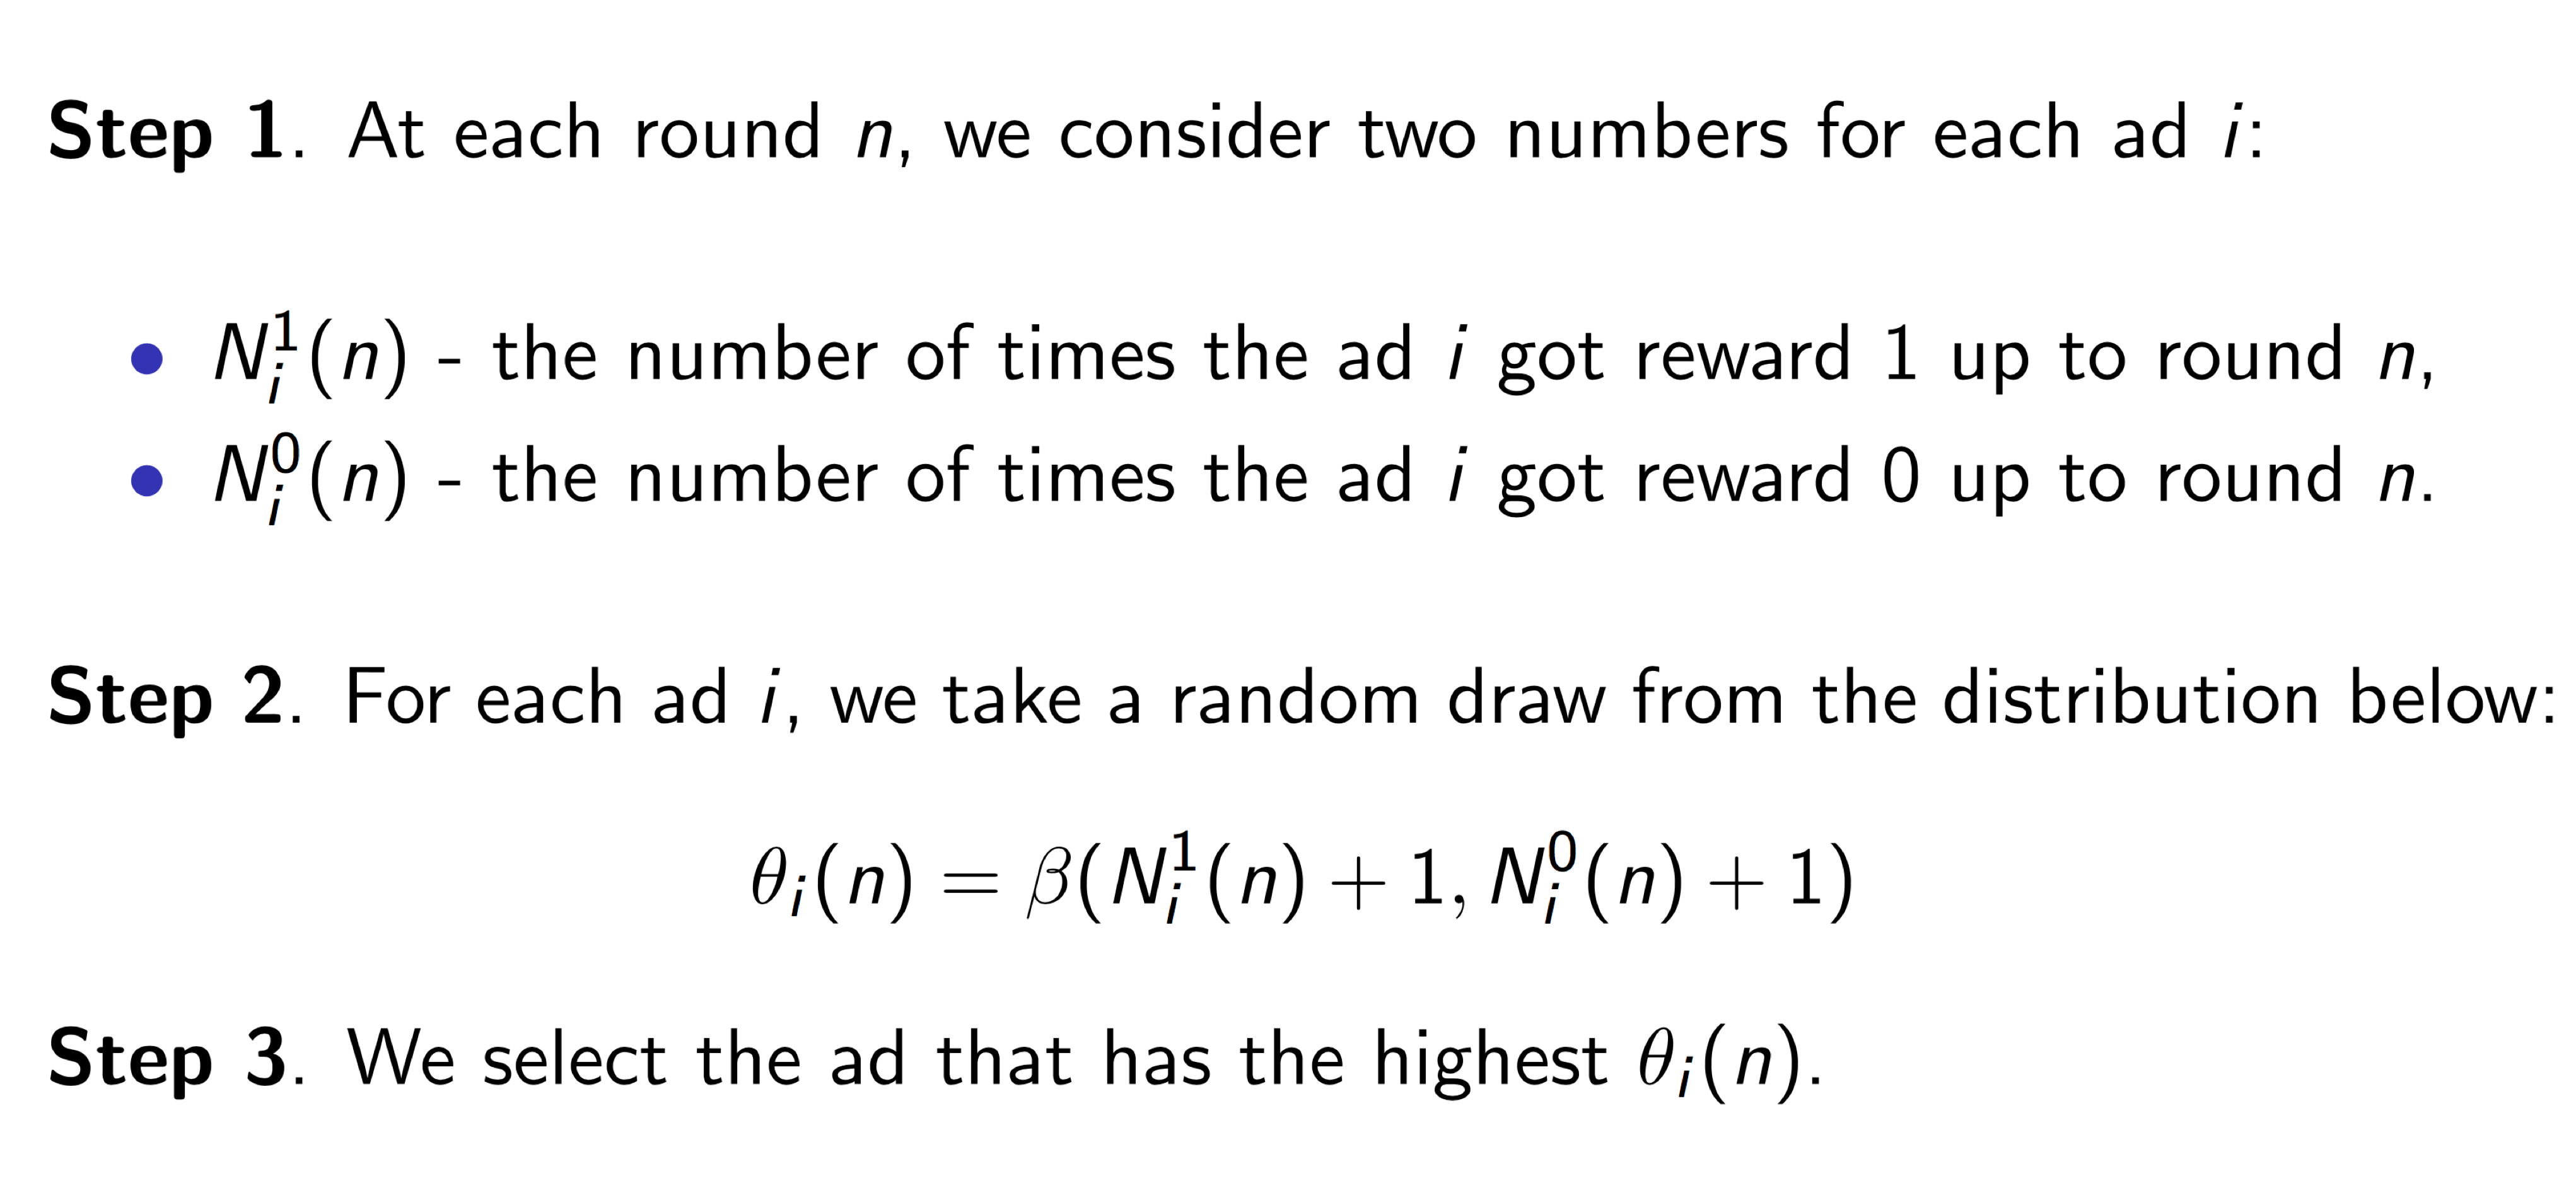 Step 1. At each round n, we consider two numbers for each ad i:
• N_i^1(n) - the number of times the ad i got reward 1 up to round n,
• N_i^0(n) - the number of times the ad i got reward 0 up to round n.
Step 2. For each ad i, we take a random draw from the distribution below:
θ_i(n) = β(N_i^1(n) + 1, N_i^0(n) + 1)
Step 3. We select the ad that has the highest θ_i(n).